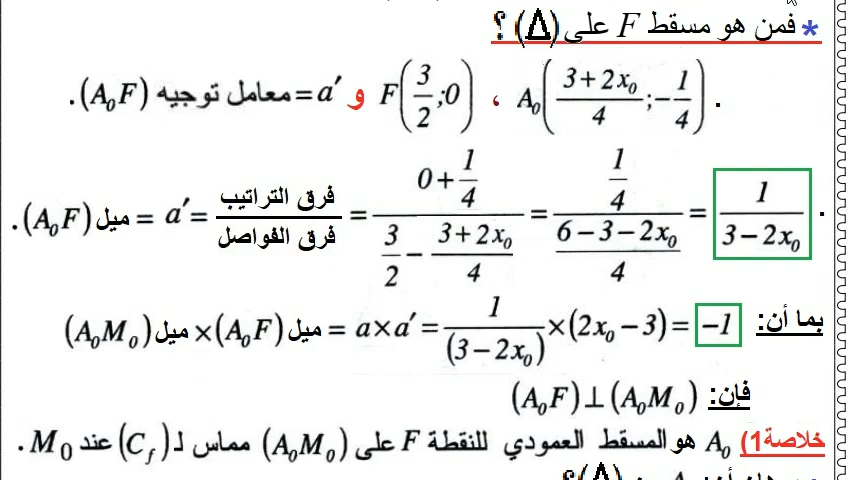 * فمن هو مسقط F على (Δ) ؟
A₀((3+2x₀)/4 ; -1/4) ، F(3/2 ;0) و a′ = معامل توجيه (A₀F).
ميل (A₀F) = a′ = فرق التراتيب / فرق الفواصل = (0 + 1/4) / (3/2 - (3+2x₀)/4) = (1/4) / ((6-3-2x₀)/4) = 1/(3-2x₀) .
بما أن: ميل (A₀M₀) × ميل (A₀F) = a×a′ = 1/(3-2x₀) × (2x₀-3) = -1
فإن: (A₀F) ⊥ (A₀M₀)
خلاصة1) A₀ هو المسقط العمودي للنقطة F على (A₀M₀) مماس لـ (C_f) عند M₀ .